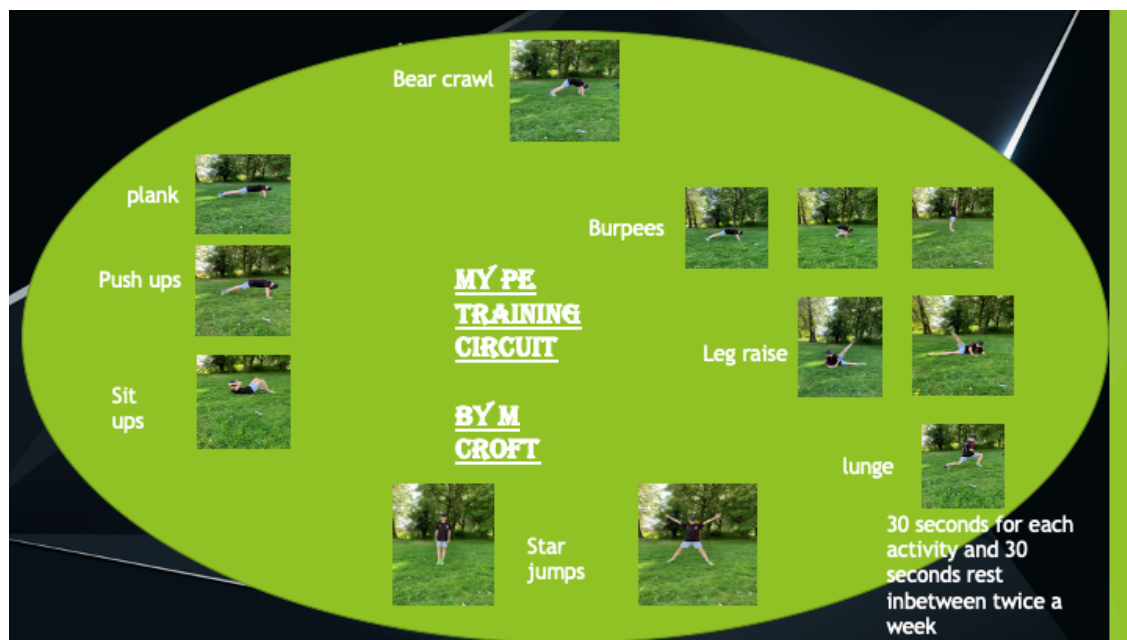 Bear crawl
plank
Burpees
Push ups
MY PE
TRAINING
CIRCUIT
Leg raise
Sit
ups
BY M
CROFT
lunge
Star
jumps
30 seconds for each
activity and 30
seconds rest
inbetween twice a
week